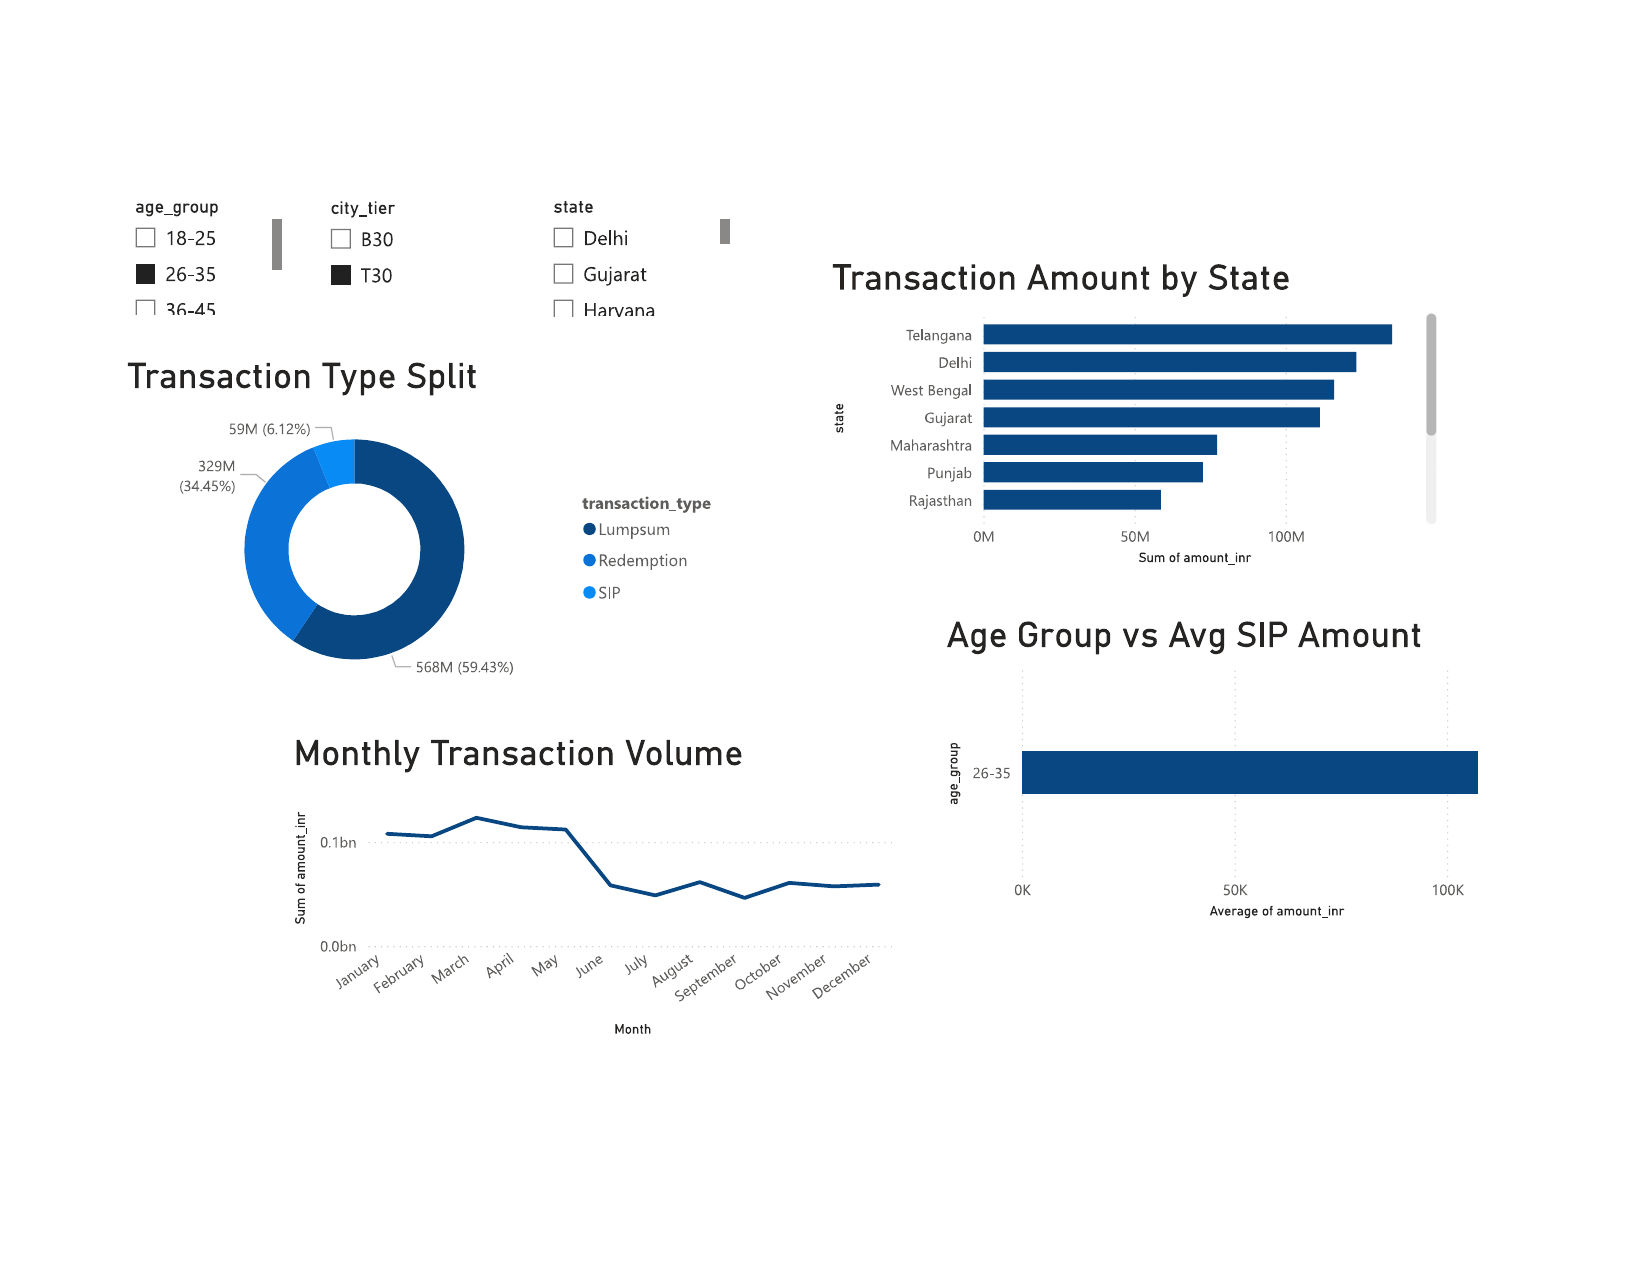 age_group
18-25
26-35
36-45
city_tier
B30
T30
state
Delhi
Gujarat
Haryana
Transaction Type Split
59M (6.12%)
329M
(34.45%)
568M (59.43%)
transaction_type
Lumpsum
Redemption
SIP
Transaction Amount by State
state
Telangana
Delhi
West Bengal
Gujarat
Maharashtra
Punjab
Rajasthan
0M 50M 100M
Sum of amount_inr
Age Group vs Avg SIP Amount
age_group
26-35
0K 50K 100K
Average of amount_inr
Monthly Transaction Volume
Sum of amount_inr
0.1bn
0.0bn
January February March April May June July August September October November December
Month